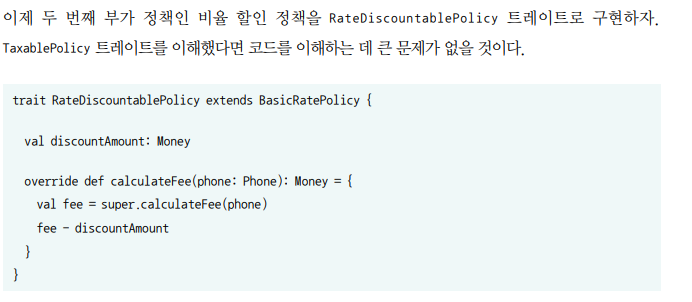 이제 두 번째 부가 정책인 비율 할인 정책을 RateDiscountablePolicy 트레이트로 구현하자.
TaxablePolicy 트레이트를 이해했다면 코드를 이해하는 데 큰 문제가 없을 것이다.
trait RateDiscountablePolicy extends BasicRatePolicy {
val discountAmount: Money
override def calculateFee(phone: Phone): Money = {
val fee = super.calculateFee(phone)
fee - discountAmount
}
}